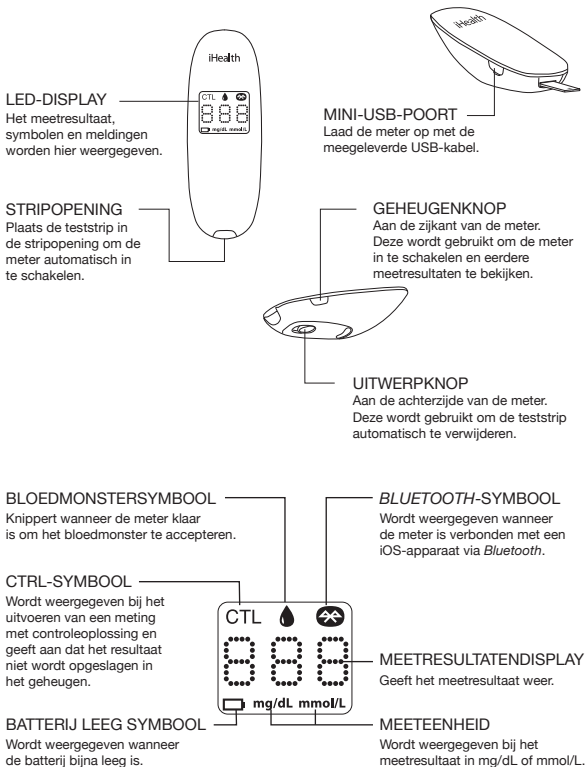 iHealth
CTL
mg/dL mmol/L
LED-DISPLAY
Het meetresultaat,
symbolen en meldingen
worden hier weergegeven.
MINI-USB-POORT
Laad de meter op met de
meegeleverde USB-kabel.
iHealth
STRIPOPENING
Plaats de teststrip in
de stripopening om de
meter automatisch in
te schakelen.
GEHEUGENKNOP
Aan de zijkant van de meter.
Deze wordt gebruikt om de meter
in te schakelen en eerdere
meetresultaten te bekijken.
UITWERPKNOP
Aan de achterzijde van de meter.
Deze wordt gebruikt om de teststrip
automatisch te verwijderen.
BLOEDMONSTERSYMBOOL
Knippert wanneer de meter klaar
is om het bloedmonster te accepteren.
BLUETOOTH-SYMBOOL
Wordt weergegeven wanneer
de meter is verbonden met een
iOS-apparaat via Bluetooth.
CTRL-SYMBOOL
Wordt weergegeven bij het
uitvoeren van een meting
met controleoplossing en
geeft aan dat het resultaat
niet wordt opgeslagen in
het geheugen.
CTL
888
mg/dL mmol/L
MEETRESULTATENDISPLAY
Geeft het meetresultaat weer.
BATTERIJ LEEG SYMBOOL
Wordt weergegeven wanneer
de batterij bijna leeg is.
MEETEENHEID
Wordt weergegeven bij het
meetresultaat in mg/dL of mmol/L.